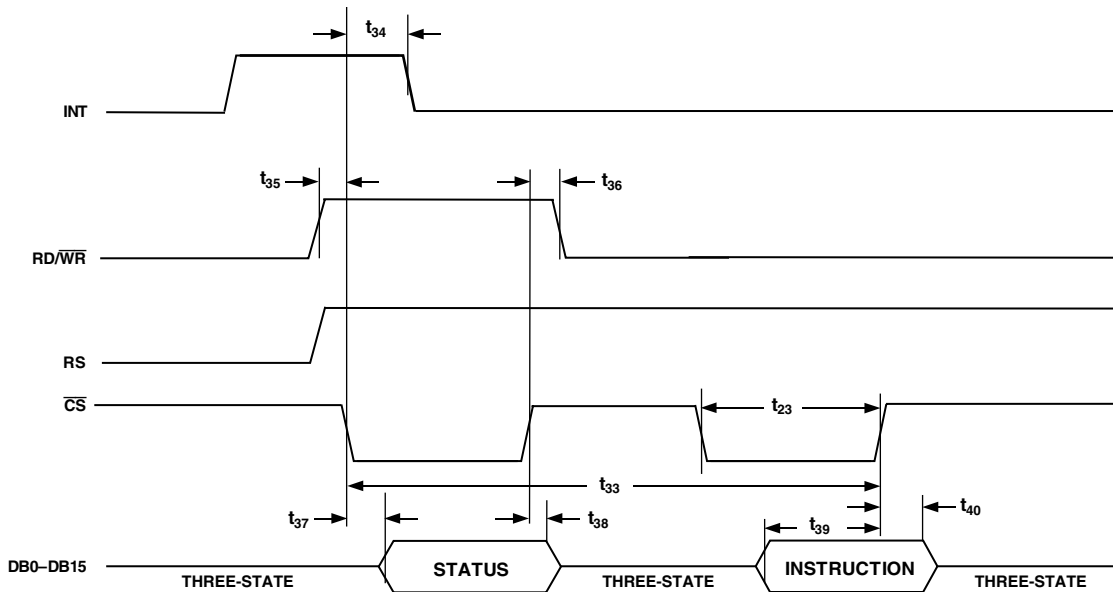 t34
INT
t35
t36
RD/WR
RS
CS
t23
t33
t37
t38
t39
t40
DB0–DB15
THREE-STATE
STATUS
THREE-STATE
INSTRUCTION
THREE-STATE